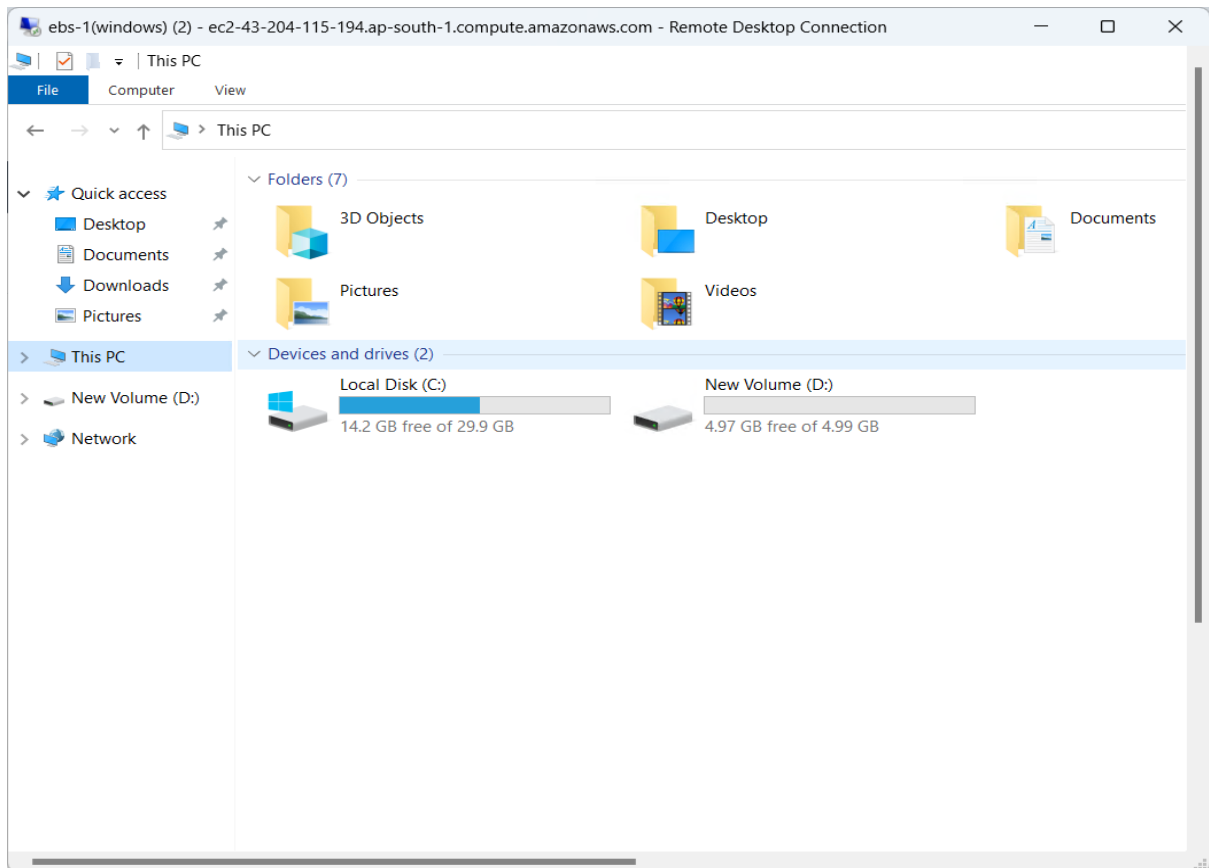 ebs-1(windows) (2) - ec2-43-204-115-194.ap-south-1.compute.amazonaws.com - Remote Desktop Connection
This PC
File Computer View
This PC
Quick access
Desktop
Documents
Downloads
Pictures
This PC
New Volume (D:)
Network
Folders (7)
3D Objects Desktop Documents
Pictures Videos
Devices and drives (2)
Local Disk (C:) New Volume (D:)
14.2 GB free of 29.9 GB 4.97 GB free of 4.99 GB